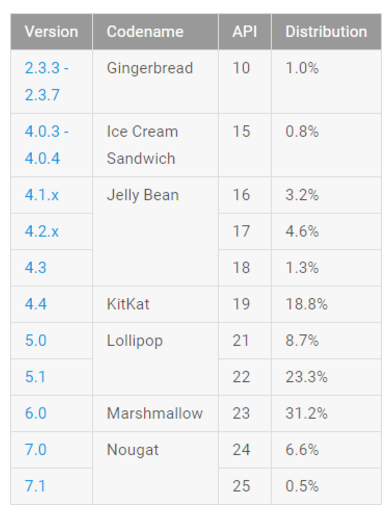 Version Codename API Distribution
2.3.3 - Gingerbread 10 1.0%
2.3.7
4.0.3 - Ice Cream 15 0.8%
4.0.4 Sandwich
4.1.x Jelly Bean 16 3.2%
4.2.x 17 4.6%
4.3 18 1.3%
4.4 KitKat 19 18.8%
5.0 Lollipop 21 8.7%
5.1 22 23.3%
6.0 Marshmallow 23 31.2%
7.0 Nougat 24 6.6%
7.1 25 0.5%